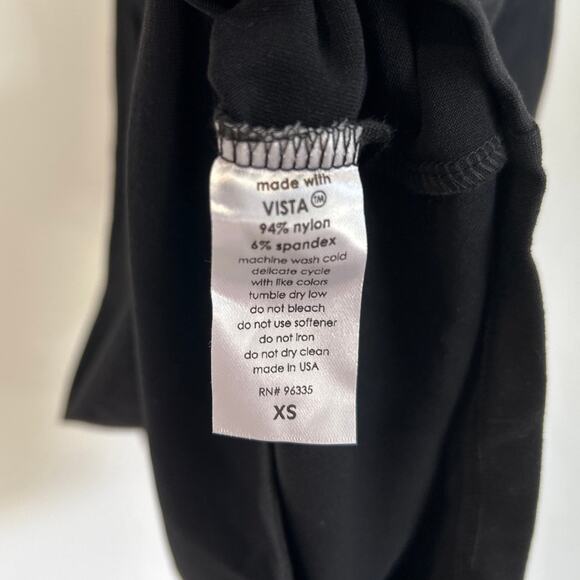 made with
VISTA™
94% nylon
6% spandex
machine wash cold
delicate cycle
with like colors
tumble dry low
do not bleach
do not use softener
do not iron
do not dry clean
made in USA
RN# 96335
XS